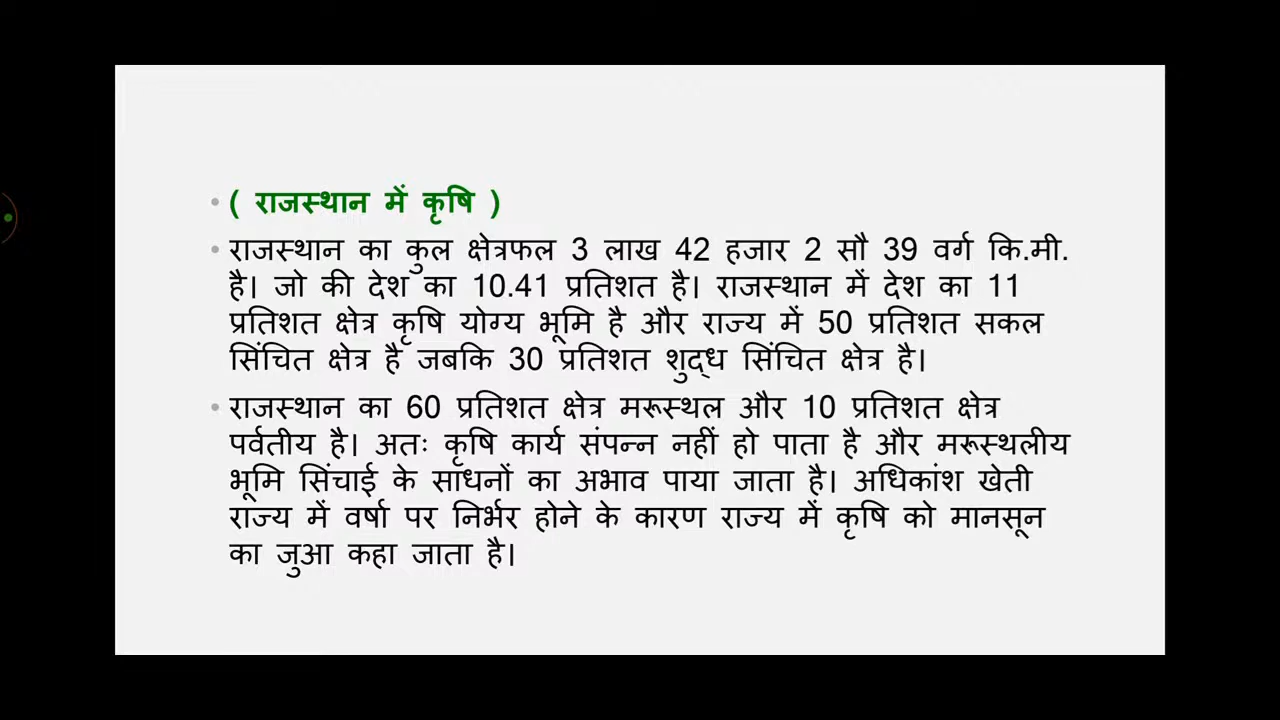 ( राजस्थान में कृषि )
राजस्थान का कुल क्षेत्रफल 3 लाख 42 हजार 2 सौ 39 वर्ग कि.मी.
है। जो की देश का 10.41 प्रतिशत है। राजस्थान में देश का 11
प्रतिशत क्षेत्र कृषि योग्य भूमि है और राज्य में 50 प्रतिशत सकल
सिंचित क्षेत्र है जबकि 30 प्रतिशत शुद्ध सिंचित क्षेत्र है।
राजस्थान का 60 प्रतिशत क्षेत्र मरूस्थल और 10 प्रतिशत क्षेत्र
पर्वतीय है। अतः कृषि कार्य संपन्न नहीं हो पाता है और मरूस्थलीय
भूमि सिंचाई के साधनों का अभाव पाया जाता है। अधिकांश खेती
राज्य में वर्षा पर निर्भर होने के कारण राज्य में कृषि को मानसून
का जुआ कहा जाता है।